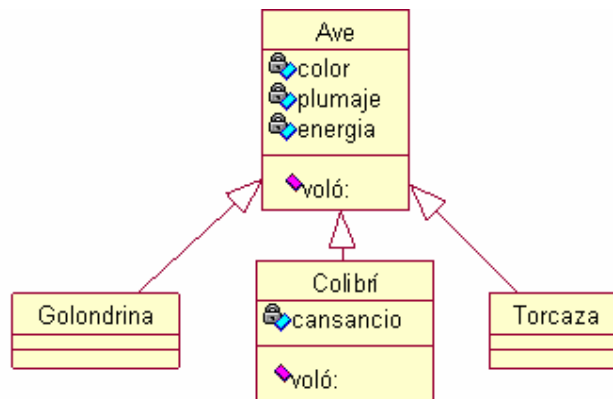 Ave
color
plumaje
energia
voló:
Golondrina
Colibrí
cansancio
voló:
Torcaza